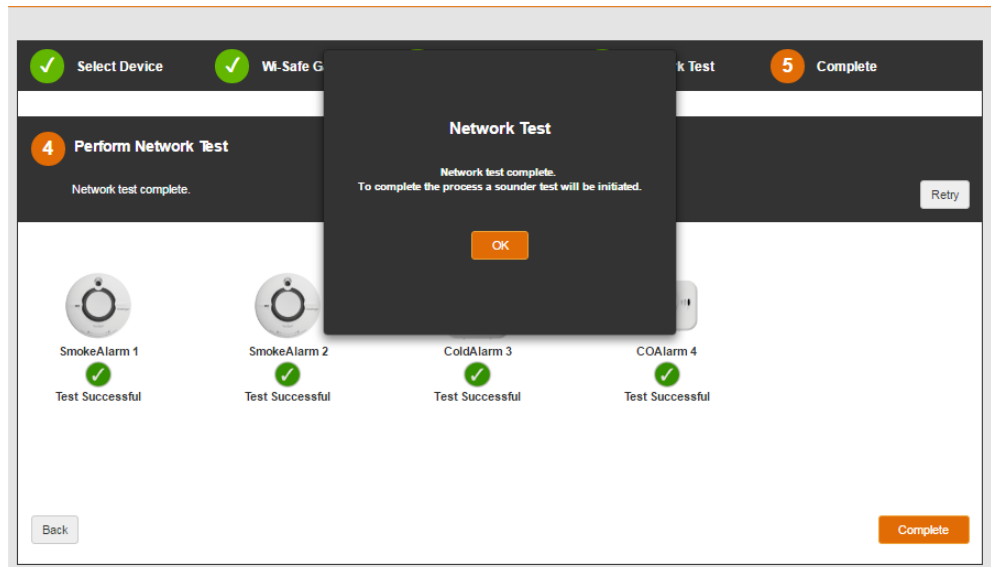 Select Device
Wi-Safe G
k Test
5 Complete
Network Test
Network test complete.
To complete the process a sounder test will be initiated.
OK
4 Perform Network Test
Network test complete.
Retry
SmokeAlarm 1
SmokeAlarm 2
ColdAlarm 3
COAlarm 4
Test Successful
Test Successful
Test Successful
Test Successful
Back
Complete